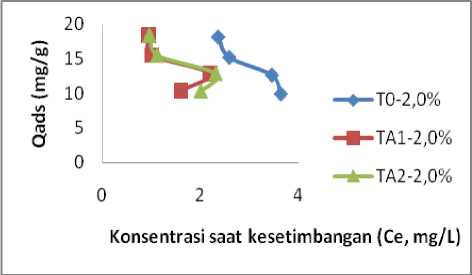 20
15
10
5
0
Qads (mg/g)
0 2 4
Konsentrasi saat kesetimbangan (Ce, mg/L)
T0-2,0%
TA1-2,0%
TA2-2,0%